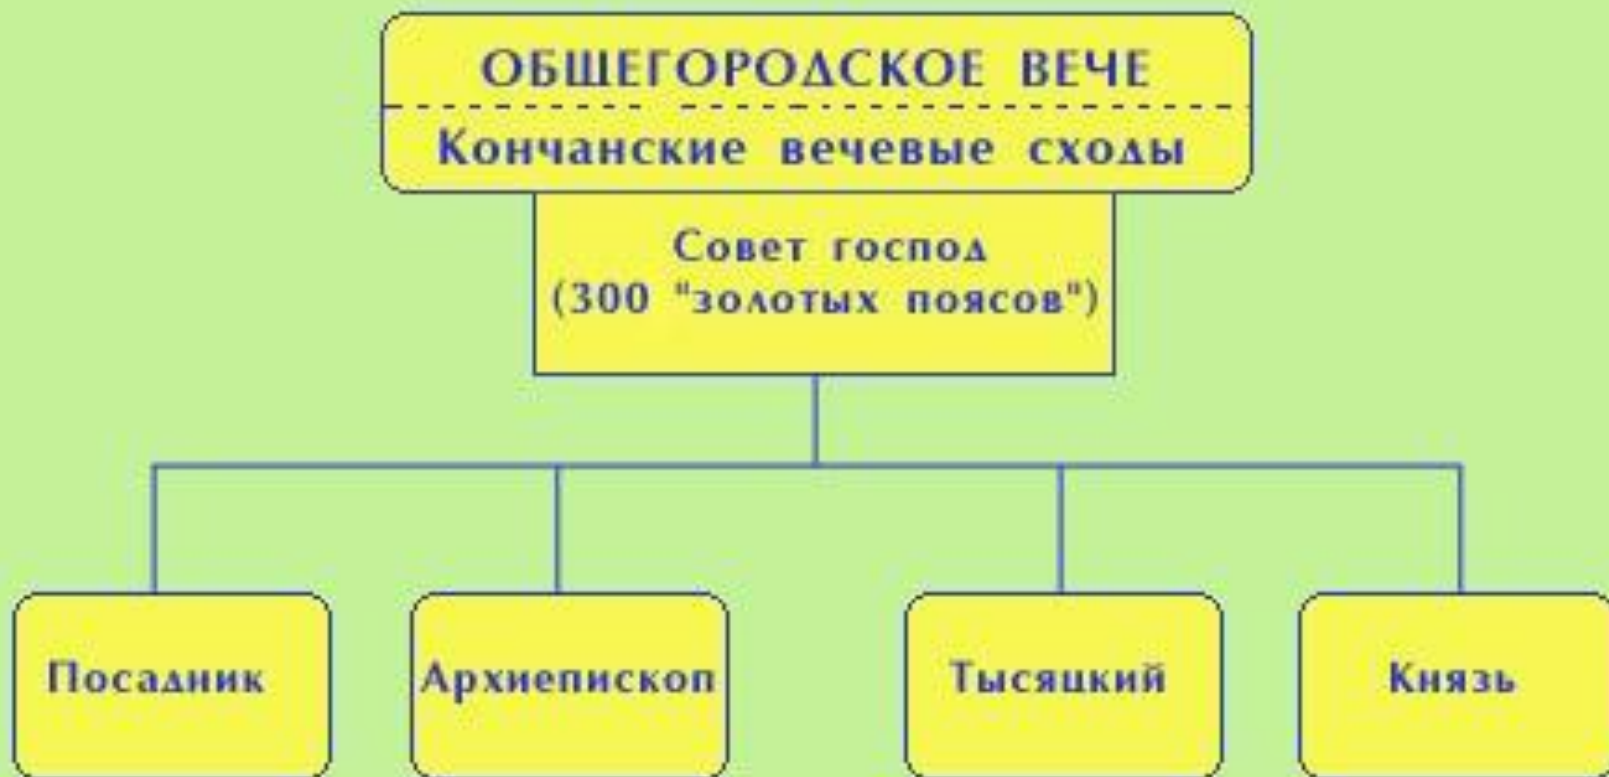 ОБЩЕГОРОДСКОЕ ВЕЧЕ
Кончанские вечевые сходы
Совет господ
(300 "золотых поясов")
Посадник
Архиепископ
Тысяцкий
Князь